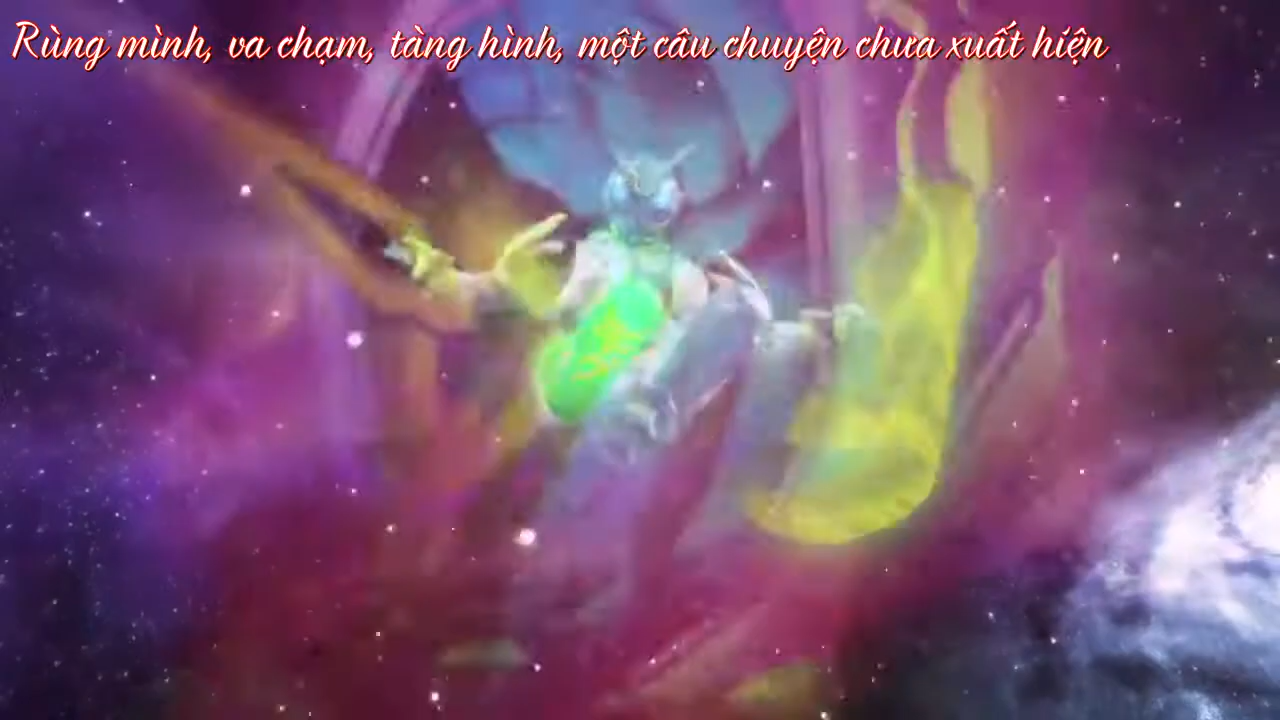 Rùng mình, va chạm, tàng hình, một câu chuyện chưa xuất hiện